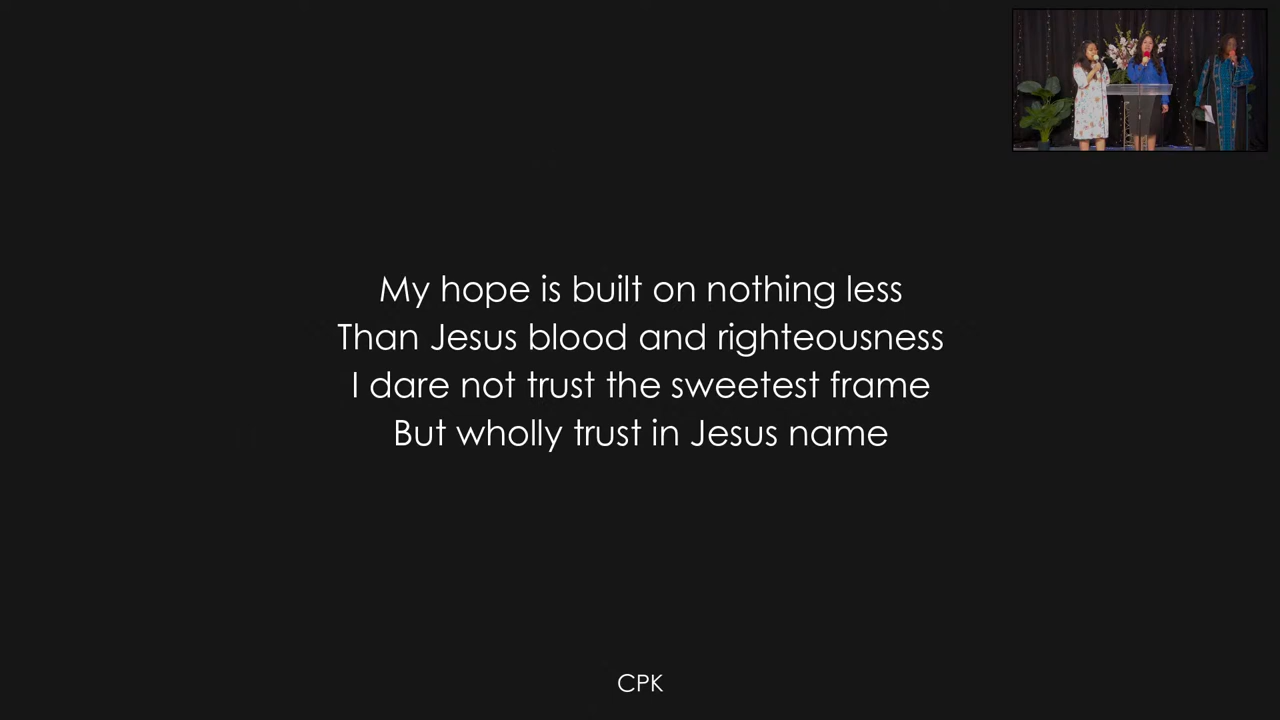 My hope is built on nothing less
Than Jesus blood and righteousness
I dare not trust the sweetest frame
But wholly trust in Jesus name
CPK